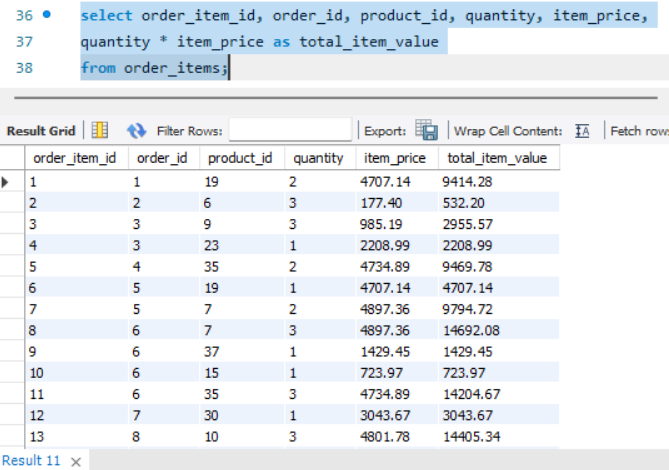 36 select order_item_id, order_id, product_id, quantity, item_price,
37 quantity * item_price as total_item_value
38 from order_items;
Result Grid Filter Rows: Export: Wrap Cell Content: IA Fetch row
order_item_id order_id product_id quantity item_price total_item_value
1 1 19 2 4707.14 9414.28
2 2 6 3 177.40 532.20
3 3 9 3 985.19 2955.57
4 3 23 1 2208.99 2208.99
5 4 35 2 4734.89 9469.78
6 5 19 1 4707.14 4707.14
7 5 7 2 4897.36 9794.72
8 6 7 3 4897.36 14692.08
9 6 37 1 1429.45 1429.45
10 6 15 1 723.97 723.97
11 6 35 3 4734.89 14204.67
12 7 30 1 3043.67 3043.67
13 8 10 3 4801.78 14405.34
Result 11